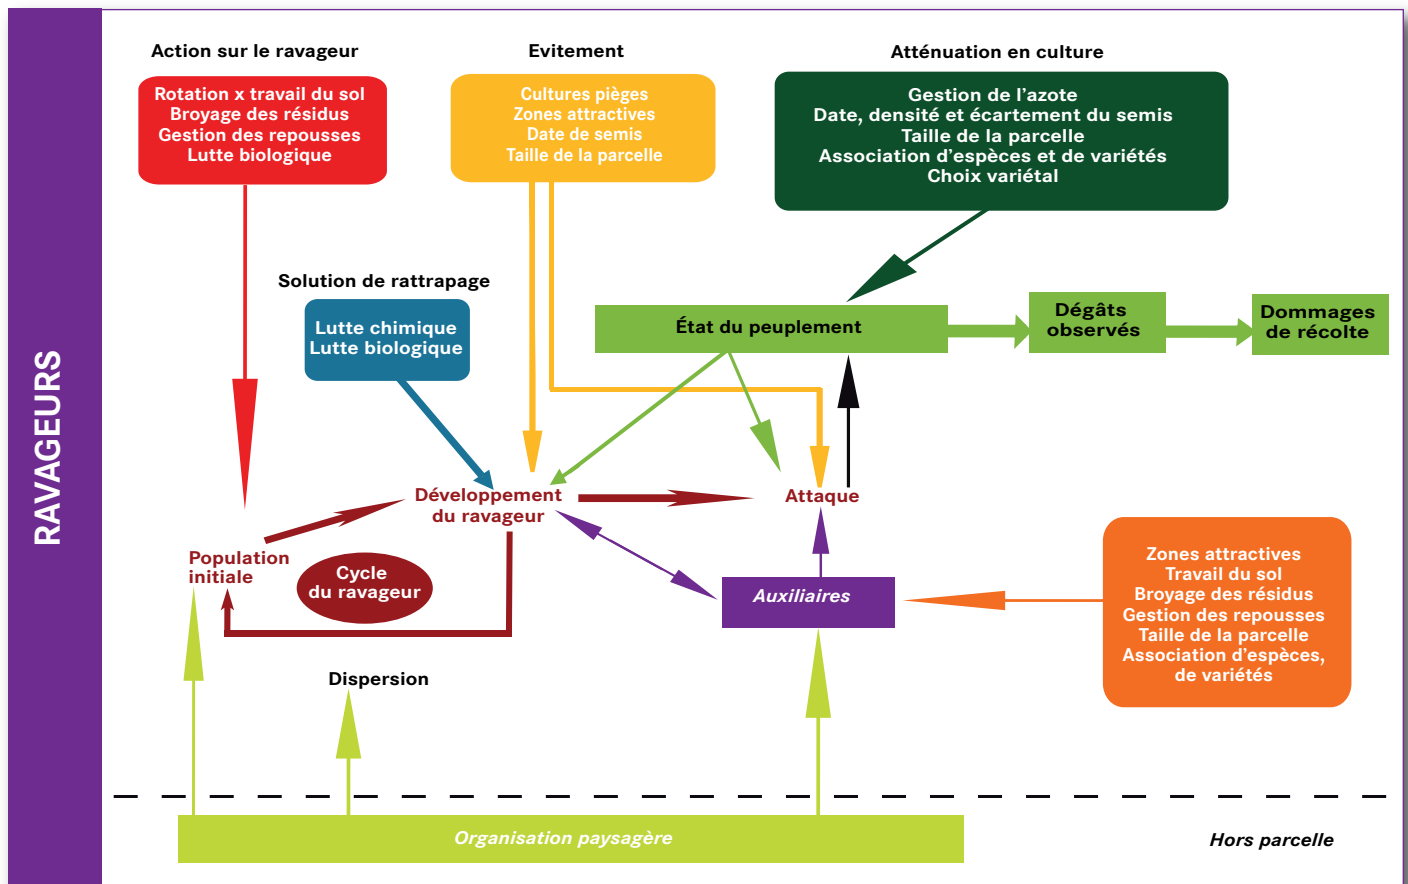 RAVAGEURS
Action sur le ravageur
Rotation x travail du sol
Broyage des résidus
Gestion des repousses
Lutte biologique
Evitement
Cultures pièges
Zones attractives
Date de semis
Taille de la parcelle
Atténuation en culture
Gestion de l'azote
Date, densité et écartement du semis
Taille de la parcelle
Association d'espèces et de variétés
Choix variétal
Solution de rattrapage
Lutte chimique
Lutte biologique
État du peuplement
Dégâts
observés
Dommages
de récolte
Développement
du ravageur
Attaque
Population
initiale
Cycle
du ravageur
Auxiliaires
Zones attractives
Travail du sol
Broyage des résidus
Gestion des repousses
Taille de la parcelle
Association d'espèces,
de variétés
Dispersion
Organisation paysagère
Hors parcelle